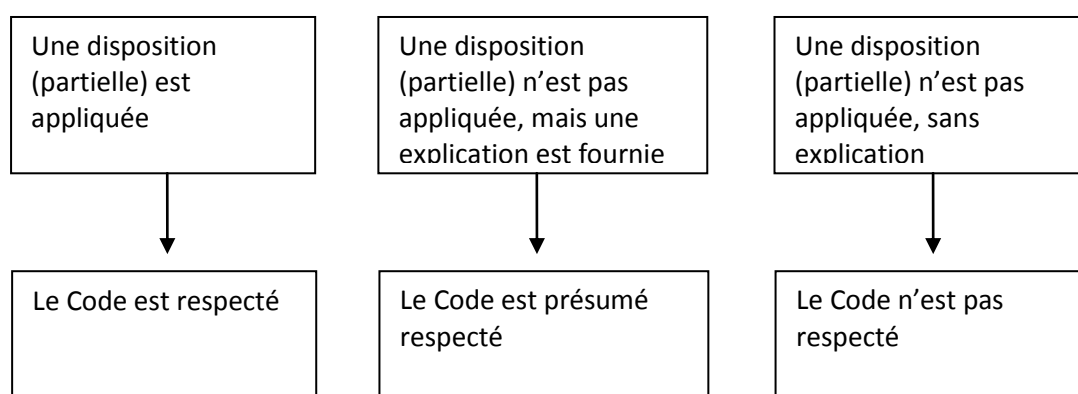 Une disposition
(partielle) est
appliquée
Une disposition
(partielle) n’est pas
appliquée, mais une
explication est fournie
Une disposition
(partielle) n’est pas
appliquée, sans
explication
Le Code est respecté
Le Code est présumé
respecté
Le Code n’est pas
respecté